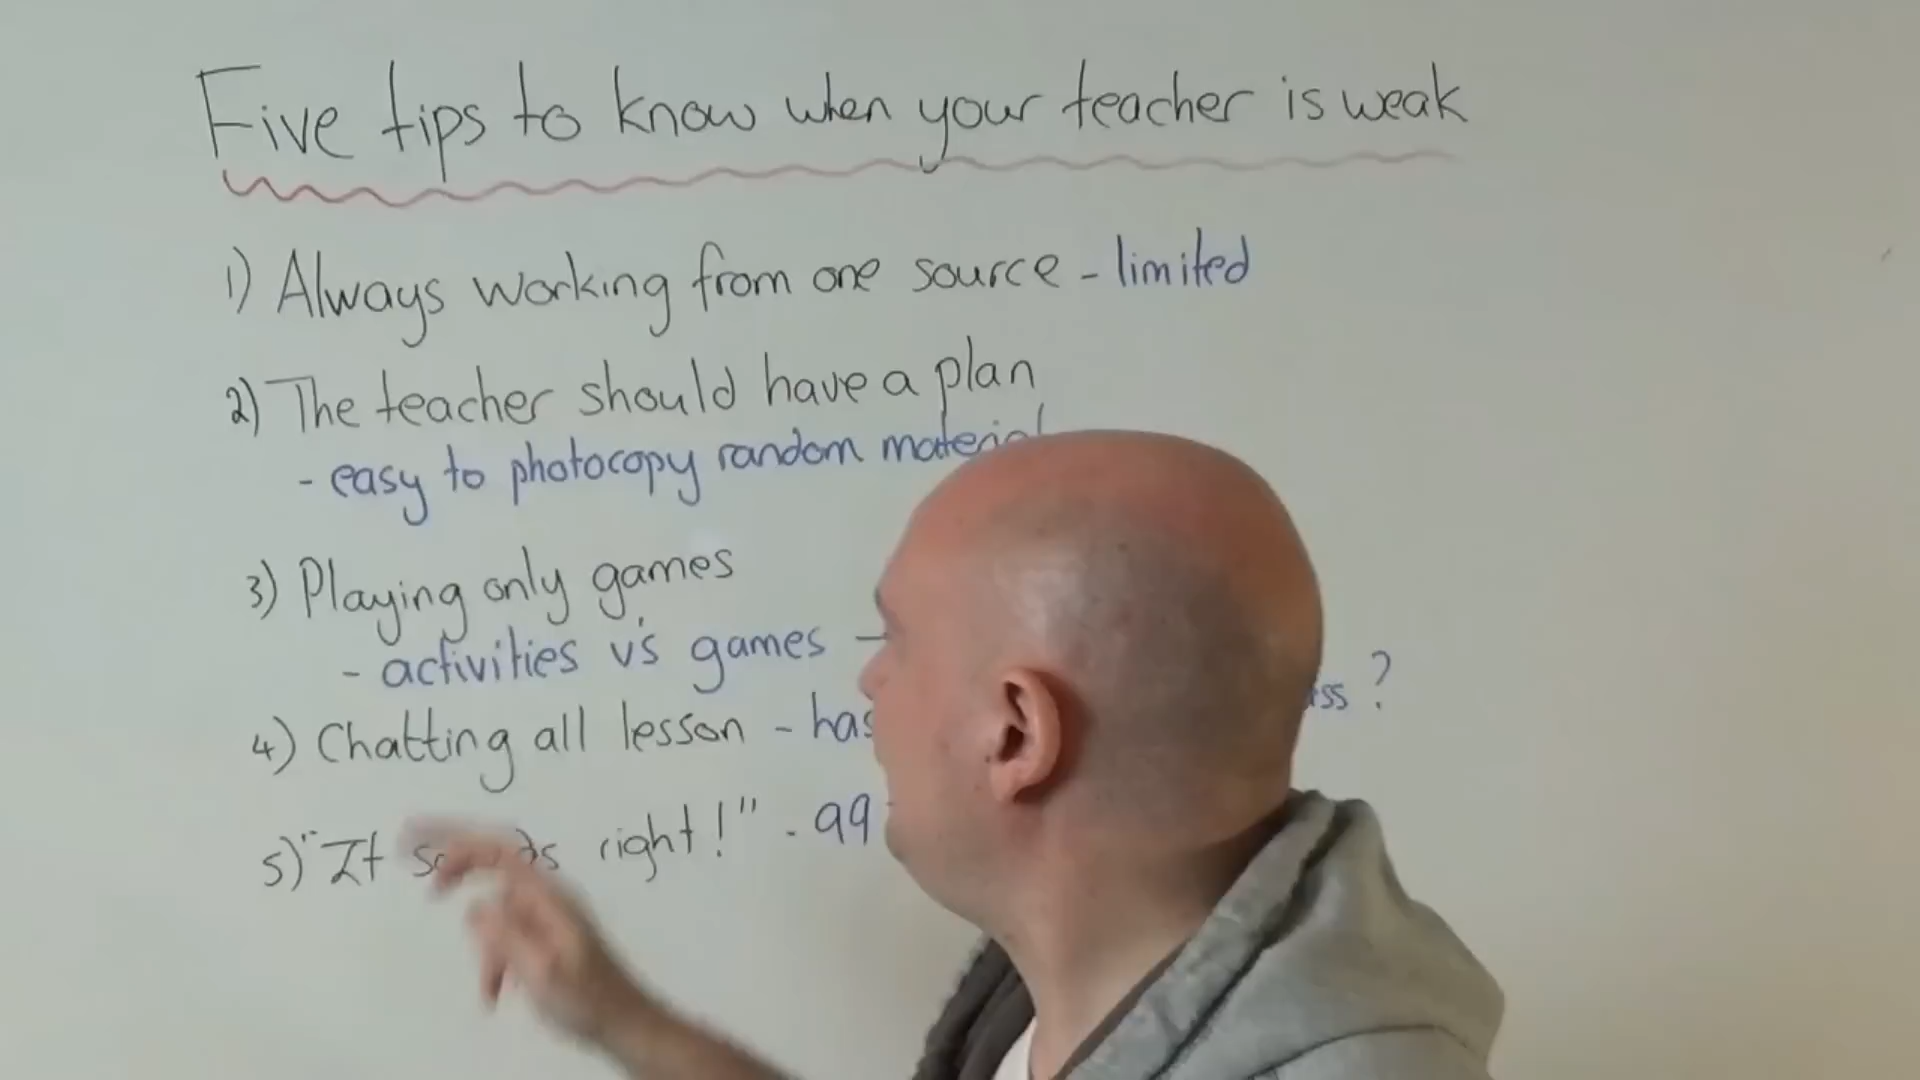 Five tips to know when your teacher is weak
1) Always working from one source - limited
2) The teacher should have a plan
- easy to photocopy random material
3) Playing only games
- activities v's games -
4) Chatting all lesson - has ?
5) "It sounds right!" - 99